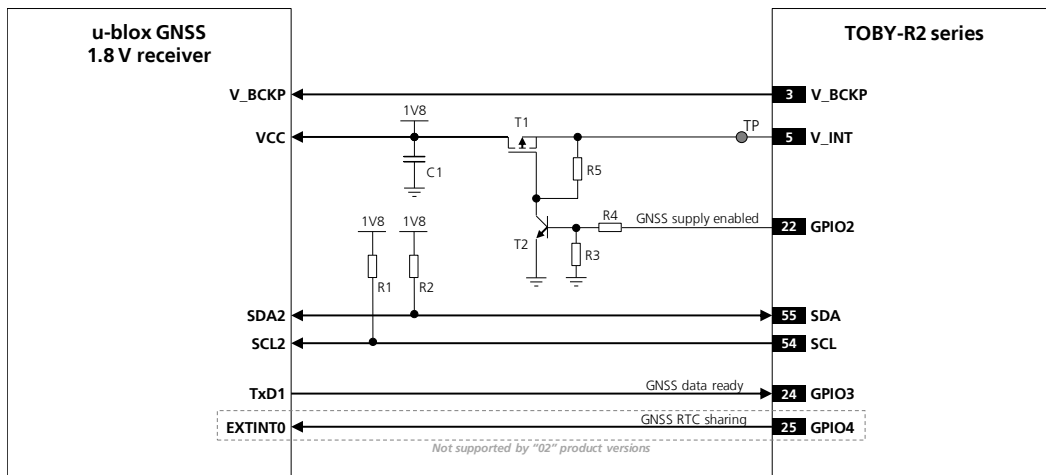 u-blox GNSS
1.8 V receiver
TOBY-R2 series
V_BCKP
3
V_BCKP
1V8
T1
TP
VCC
5
V_INT
C1
R5
1V8
1V8
R4
GNSS supply enabled
22
GPIO2
T2
R3
R1
R2
SDA2
55
SDA
SCL2
54
SCL
TxD1
GNSS data ready
24
GPIO3
EXTINT0
GNSS RTC sharing
25
GPIO4
Not supported by “02” product versions